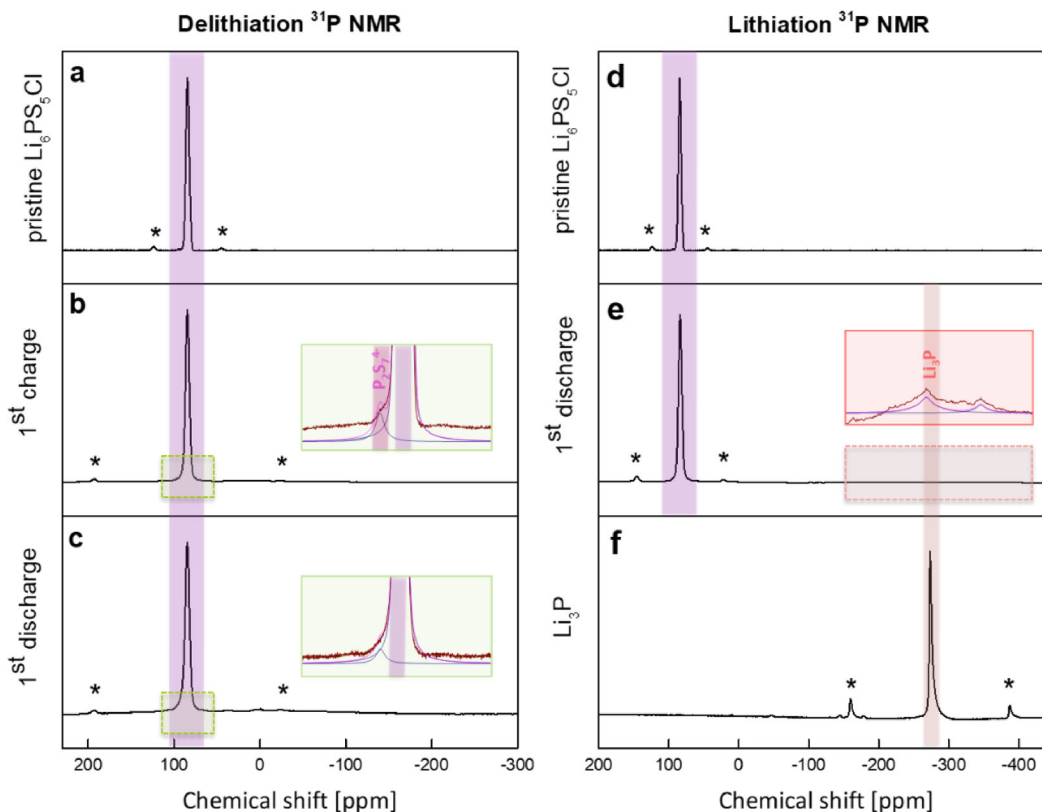 Delithiation ³¹P NMR
a
pristine Li₆PS₅Cl
* *
b
1ˢᵗ charge
P₂S₇⁴⁻
* *
c
1ˢᵗ discharge
* *
200 100 0 -100 -200 -300
Chemical shift [ppm]
Lithiation ³¹P NMR
d
pristine Li₆PS₅Cl
* *
e
1ˢᵗ discharge
Li₃P
* *
f
Li₃P
* *
200 100 0 -100 -200 -300 -400
Chemical shift [ppm]